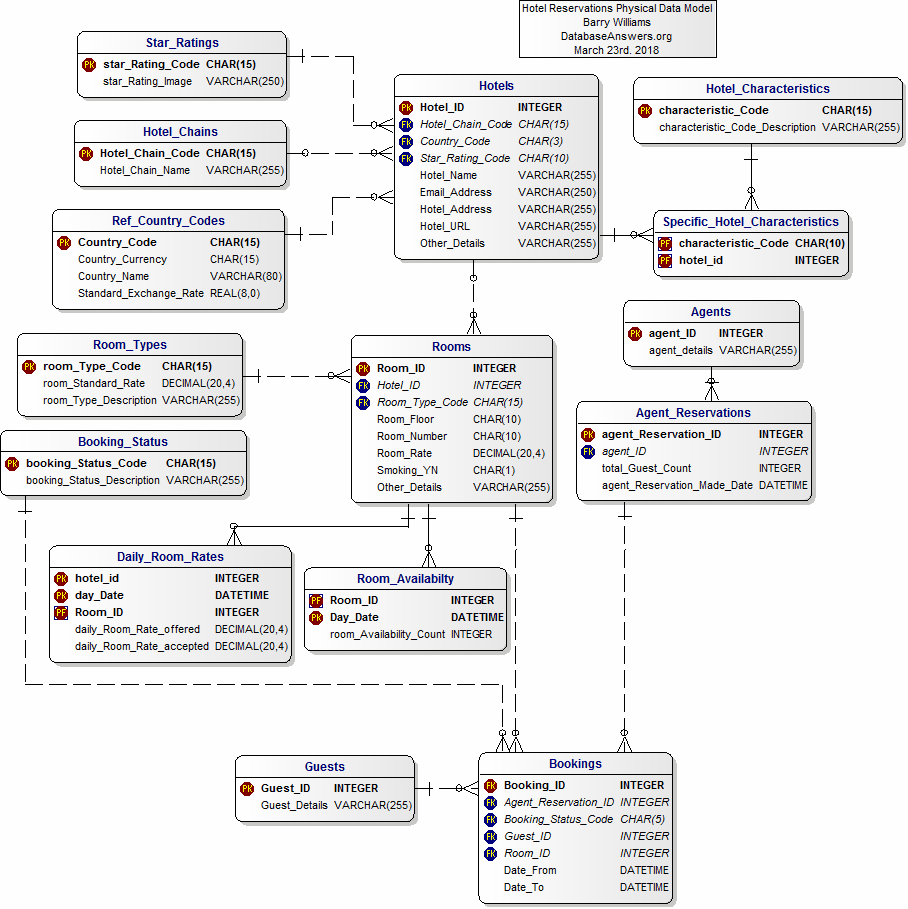 Hotel Reservations Physical Data Model
Barry Williams
DatabaseAnswers.org
March 23rd. 2018
Star_Ratings
PK star_Rating_Code CHAR(15)
star_Rating_Image VARCHAR(250)
Hotel_Chains
PK Hotel_Chain_Code CHAR(15)
Hotel_Chain_Name VARCHAR(255)
Ref_Country_Codes
PK Country_Code CHAR(15)
Country_Currency CHAR(15)
Country_Name VARCHAR(80)
Standard_Exchange_Rate REAL(8,0)
Hotels
PK Hotel_ID INTEGER
FK Hotel_Chain_Code CHAR(15)
FK Country_Code CHAR(3)
FK Star_Rating_Code CHAR(10)
Hotel_Name VARCHAR(255)
Email_Address VARCHAR(250)
Hotel_Address VARCHAR(255)
Hotel_URL VARCHAR(255)
Other_Details VARCHAR(255)
Hotel_Characteristics
PK characteristic_Code CHAR(15)
characteristic_Code_Description VARCHAR(255)
Specific_Hotel_Characteristics
PF characteristic_Code CHAR(10)
PF hotel_id INTEGER
Agents
PK agent_ID INTEGER
agent_details VARCHAR(255)
Room_Types
PK room_Type_Code CHAR(15)
room_Standard_Rate DECIMAL(20,4)
room_Type_Description VARCHAR(255)
Rooms
PK Room_ID INTEGER
FK Hotel_ID INTEGER
FK Room_Type_Code CHAR(15)
Room_Floor CHAR(10)
Room_Number CHAR(10)
Room_Rate DECIMAL(20,4)
Smoking_YN CHAR(1)
Other_Details VARCHAR(255)
Agent_Reservations
PK agent_Reservation_ID INTEGER
FK agent_ID INTEGER
total_Guest_Count INTEGER
agent_Reservation_Made_Date DATETIME
Booking_Status
PK booking_Status_Code CHAR(15)
booking_Status_Description VARCHAR(255)
Daily_Room_Rates
PK hotel_id INTEGER
PK day_Date DATETIME
PF Room_ID INTEGER
daily_Room_Rate_offered DECIMAL(20,4)
daily_Room_Rate_accepted DECIMAL(20,4)
Room_Availabilty
PF Room_ID INTEGER
PK Day_Date DATETIME
room_Availability_Count INTEGER
Guests
PK Guest_ID INTEGER
Guest_Details VARCHAR(255)
Bookings
PK Booking_ID INTEGER
FK Agent_Reservation_ID INTEGER
FK Booking_Status_Code CHAR(5)
FK Guest_ID INTEGER
FK Room_ID INTEGER
Date_From DATETIME
Date_To DATETIME